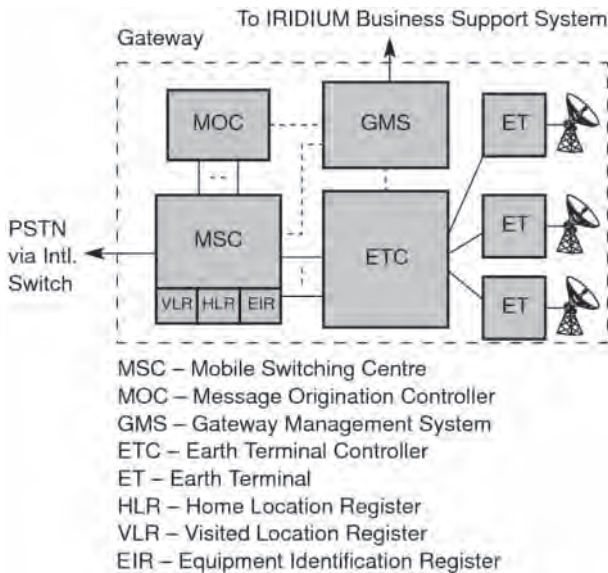 To IRIDIUM Business Support System
Gateway
MOC
GMS
ET
PSTN
via Intl.
Switch
MSC
ETC
ET
VLR
HLR
EIR
ET
MSC – Mobile Switching Centre
MOC – Message Origination Controller
GMS – Gateway Management System
ETC – Earth Terminal Controller
ET – Earth Terminal
HLR – Home Location Register
VLR – Visited Location Register
EIR – Equipment Identification Register